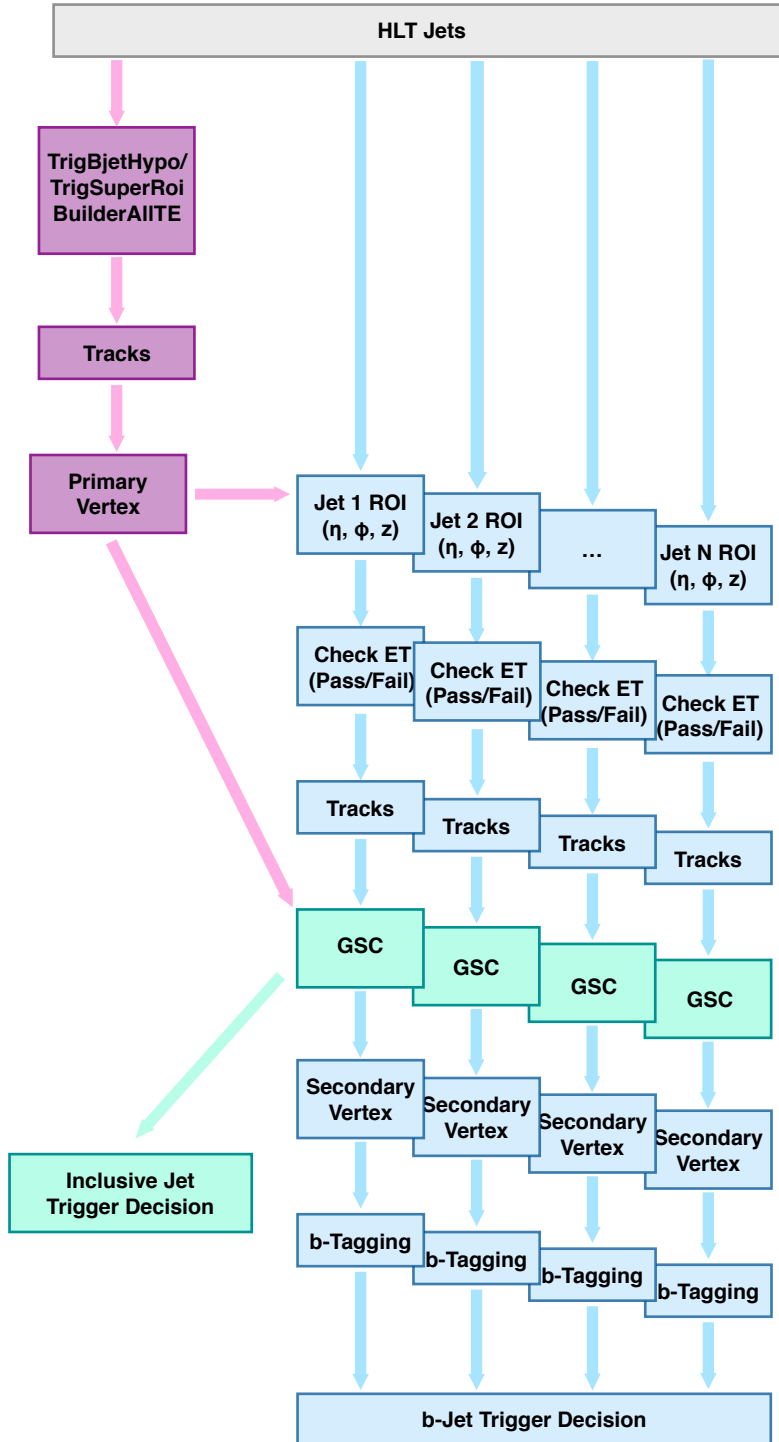 HLT Jets
TrigBjetHypo/
TrigSuperRoi
BuilderAllTE
Tracks
Primary
Vertex
Jet 1 ROI
(η, φ, z)
Jet 2 ROI
(η, φ, z)
...
Jet N ROI
(η, φ, z)
Check ET
(Pass/Fail)
Check ET
(Pass/Fail)
Check ET
(Pass/Fail)
Check ET
(Pass/Fail)
Tracks
Tracks
Tracks
Tracks
GSC
GSC
GSC
GSC
Secondary
Vertex
Secondary
Vertex
Secondary
Vertex
Secondary
Vertex
Inclusive Jet
Trigger Decision
b-Tagging
b-Tagging
b-Tagging
b-Tagging
b-Jet Trigger Decision